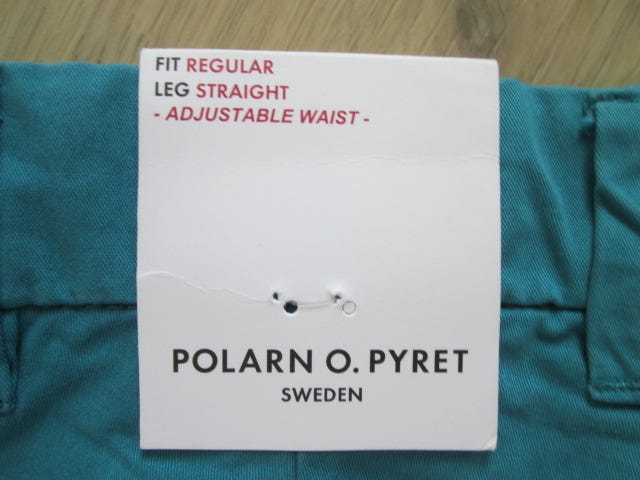 FIT REGULAR
LEG STRAIGHT
- ADJUSTABLE WAIST -
POLARN O. PYRET
SWEDEN